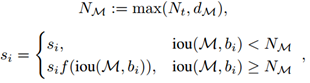 N_ℳ := max(N_t, d_ℳ),
s_i = { s_i, iou(ℳ, b_i) < N_ℳ
s_i f(iou(ℳ, b_i)), iou(ℳ, b_i) ≥ N_ℳ ,